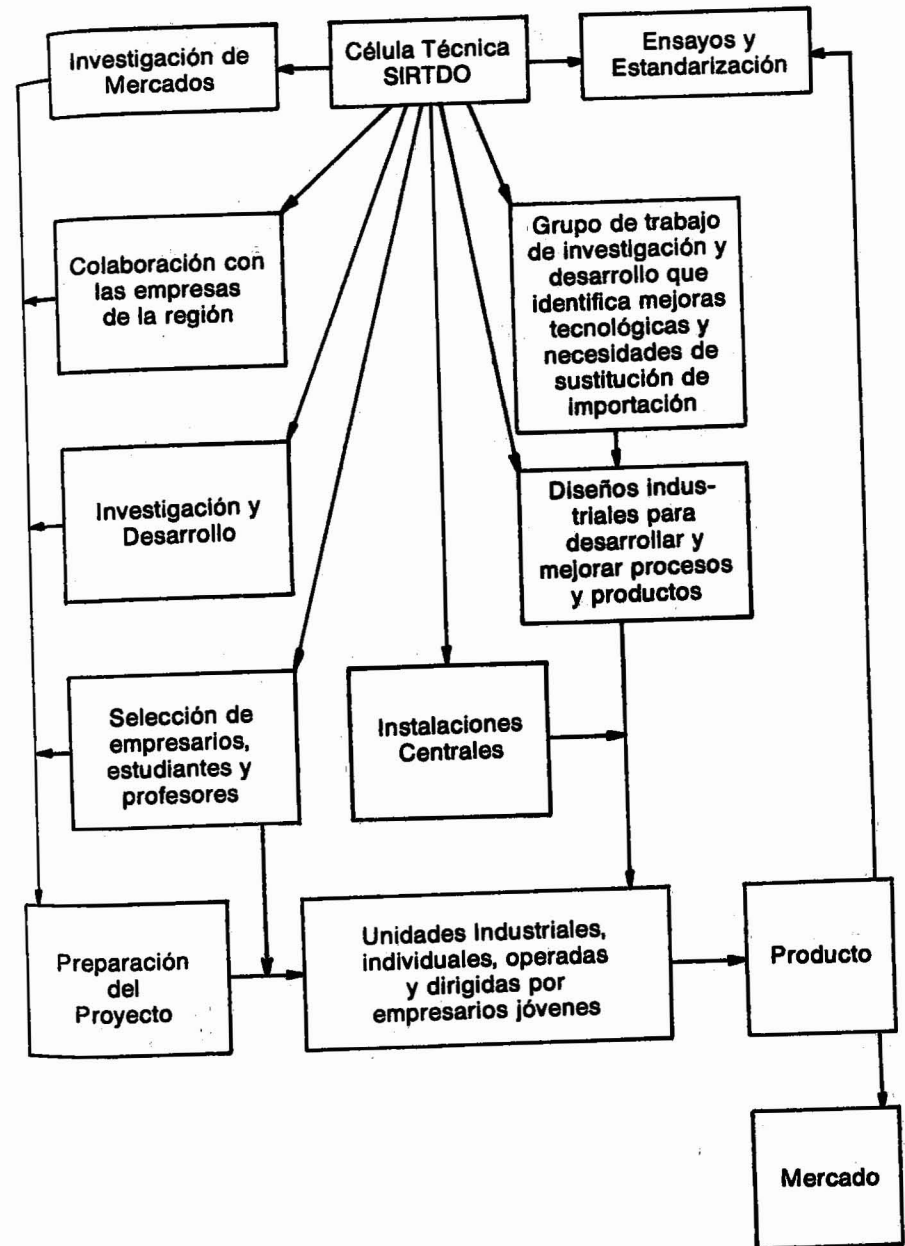 Investigación de
Mercados
Célula Técnica
SIRTDO
Ensayos y
Estandarización
Colaboración con
las empresas
de la región
Grupo de trabajo
de investigación y
desarrollo que
identifica mejoras
tecnológicas y
necesidades de
sustitución de
importación
Investigación y
Desarrollo
Diseños indus-
triales para
desarrollar y
mejorar procesos
y productos
Selección de
empresarios,
estudiantes y
profesores
Instalaciones
Centrales
Preparación
del
Proyecto
Unidades Industriales,
individuales, operadas
y dirigidas por
empresarios jóvenes
Producto
Mercado